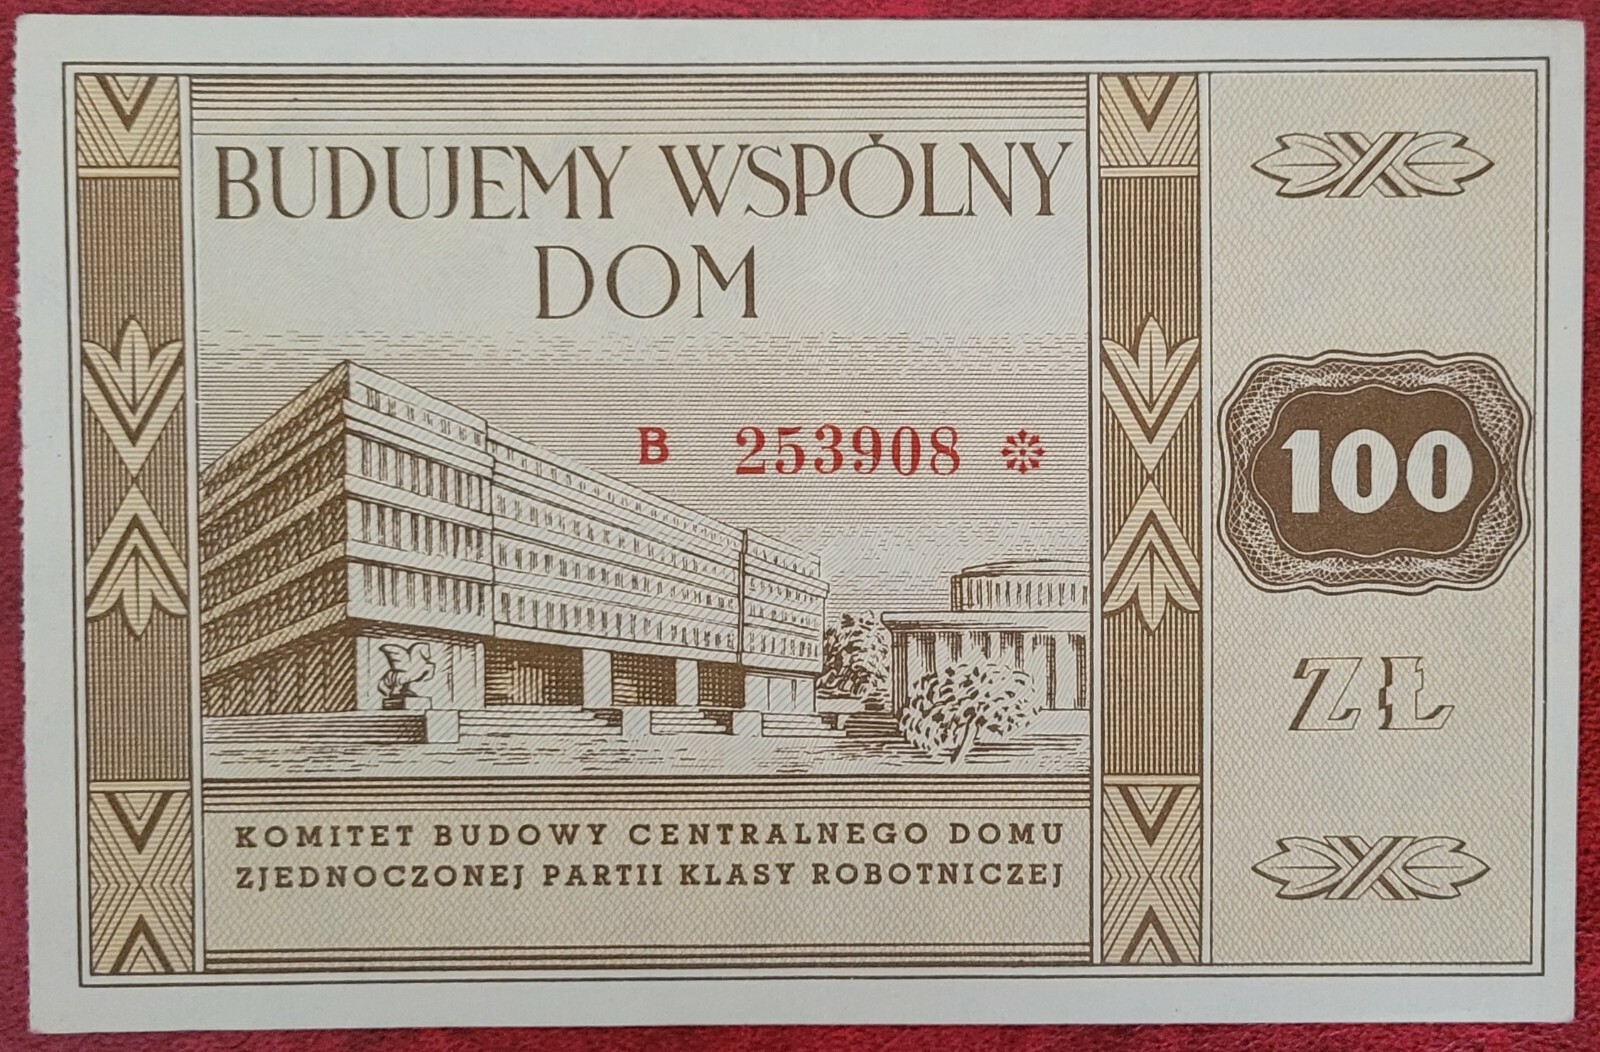 BUDUJEMY WSPÓLNY
DOM
B 253908 ❊
100
ZŁ
KOMITET BUDOWY CENTRALNEGO DOMU
ZJEDNOCZONEJ PARTII KLASY ROBOTNICZEJ